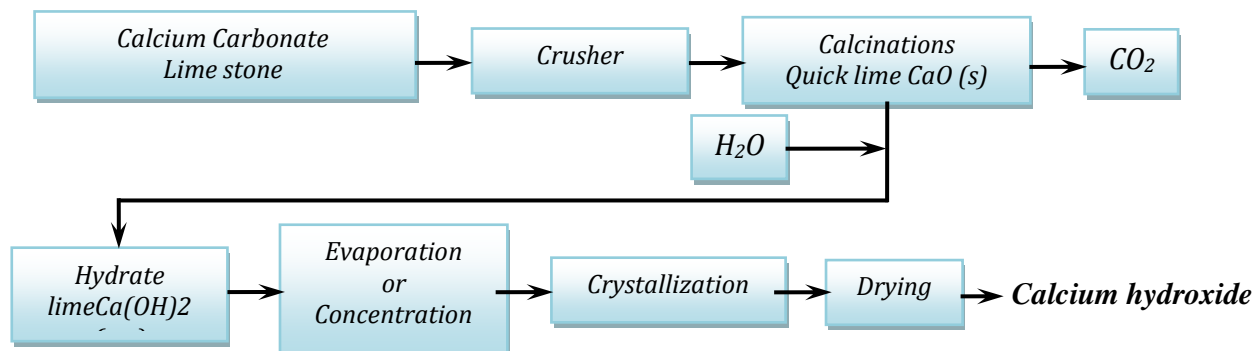 Calcium Carbonate
Lime stone
Crusher
Calcinations
Quick lime CaO (s)
CO₂
H₂O
Hydrate
limeCa(OH)2
Evaporation
or
Concentration
Crystallization
Drying
Calcium hydroxide